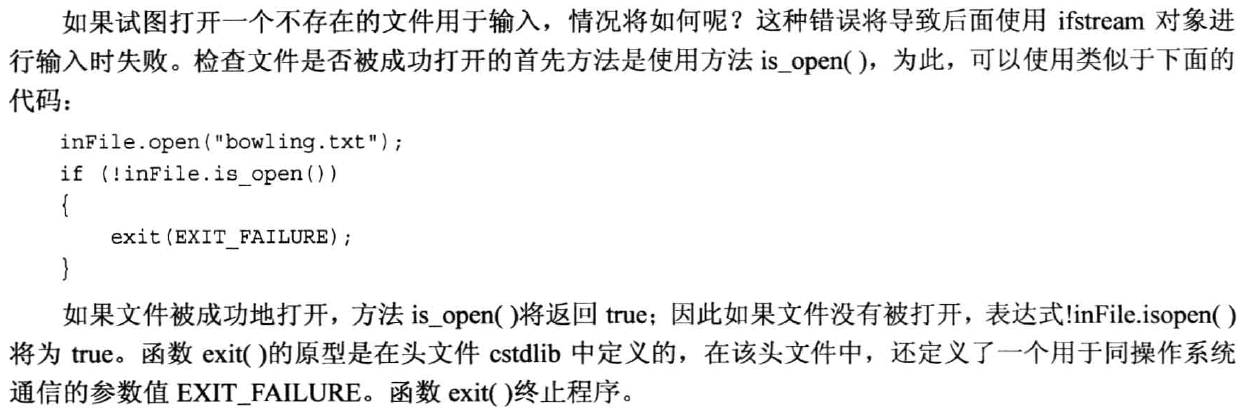 如果试图打开一个不存在的文件用于输入，情况将如何呢？这种错误将导致后面使用 ifstream 对象进
行输入时失败。检查文件是否被成功打开的首先方法是使用方法 is_open( )，为此，可以使用类似于下面的
代码：
inFile.open("bowling.txt");
if (!inFile.is_open())
{
    exit(EXIT_FAILURE);
}
如果文件被成功地打开，方法 is_open( )将返回 true；因此如果文件没有被打开，表达式!inFile.isopen( )
将为 true。函数 exit( )的原型是在头文件 cstdlib 中定义的，在该头文件中，还定义了一个用于同操作系统
通信的参数值 EXIT_FAILURE。函数 exit( )终止程序。